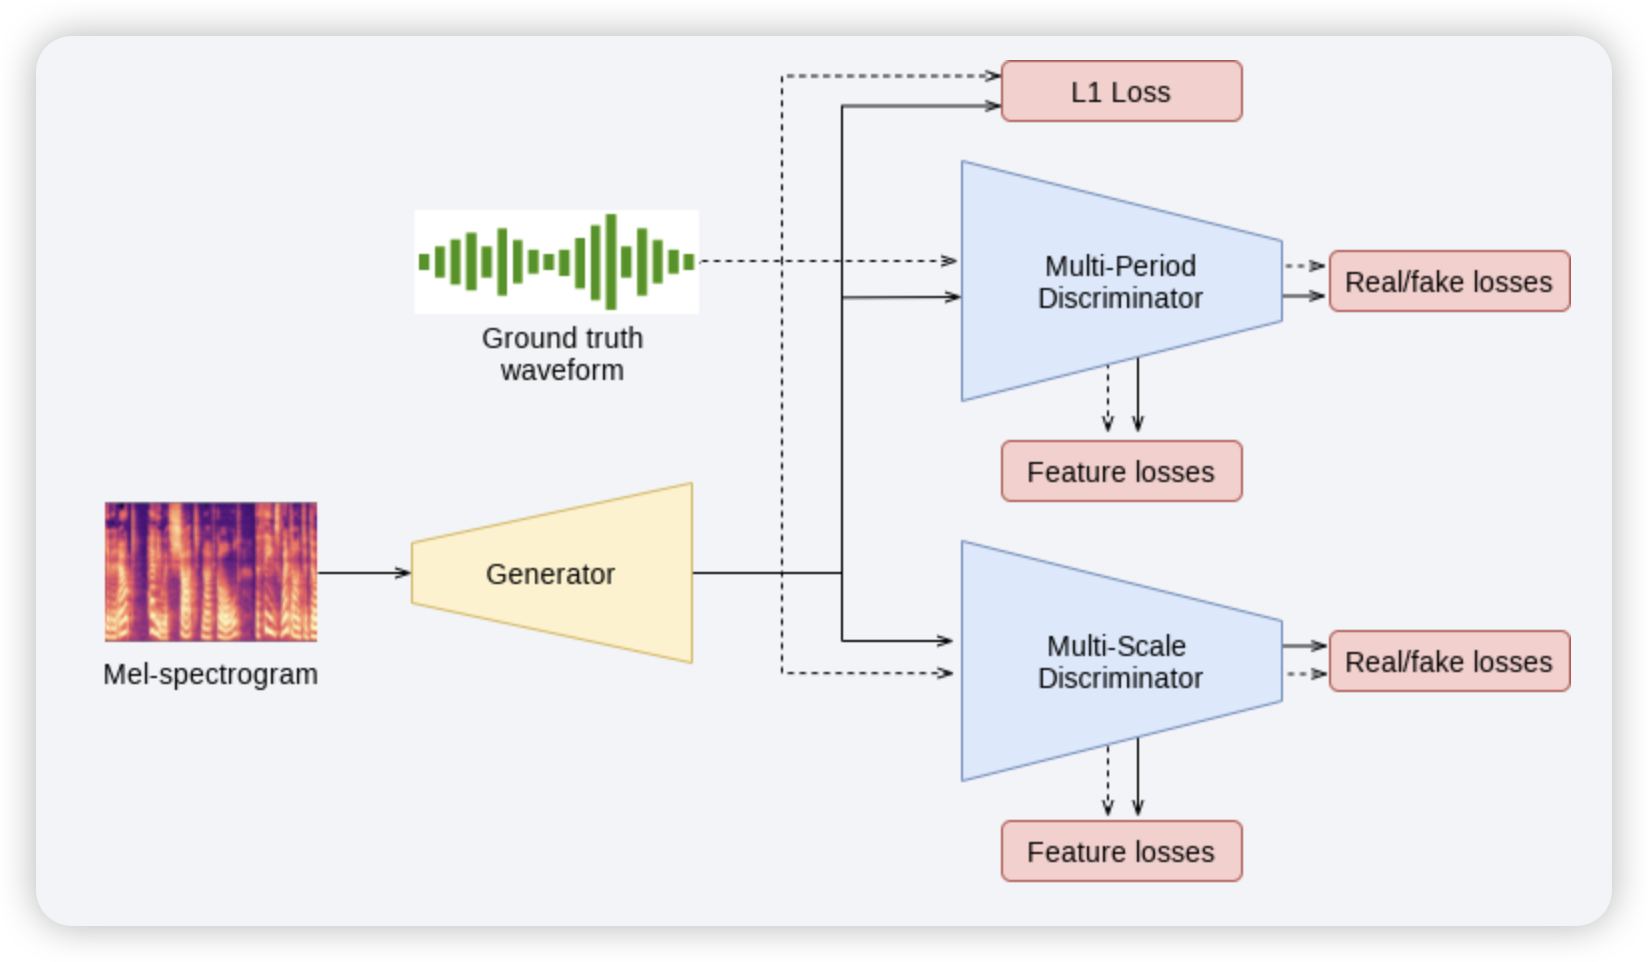 L1 Loss
Multi-Period
Discriminator
Real/fake losses
Ground truth
waveform
Feature losses
Generator
Mel-spectrogram
Multi-Scale
Discriminator
Real/fake losses
Feature losses